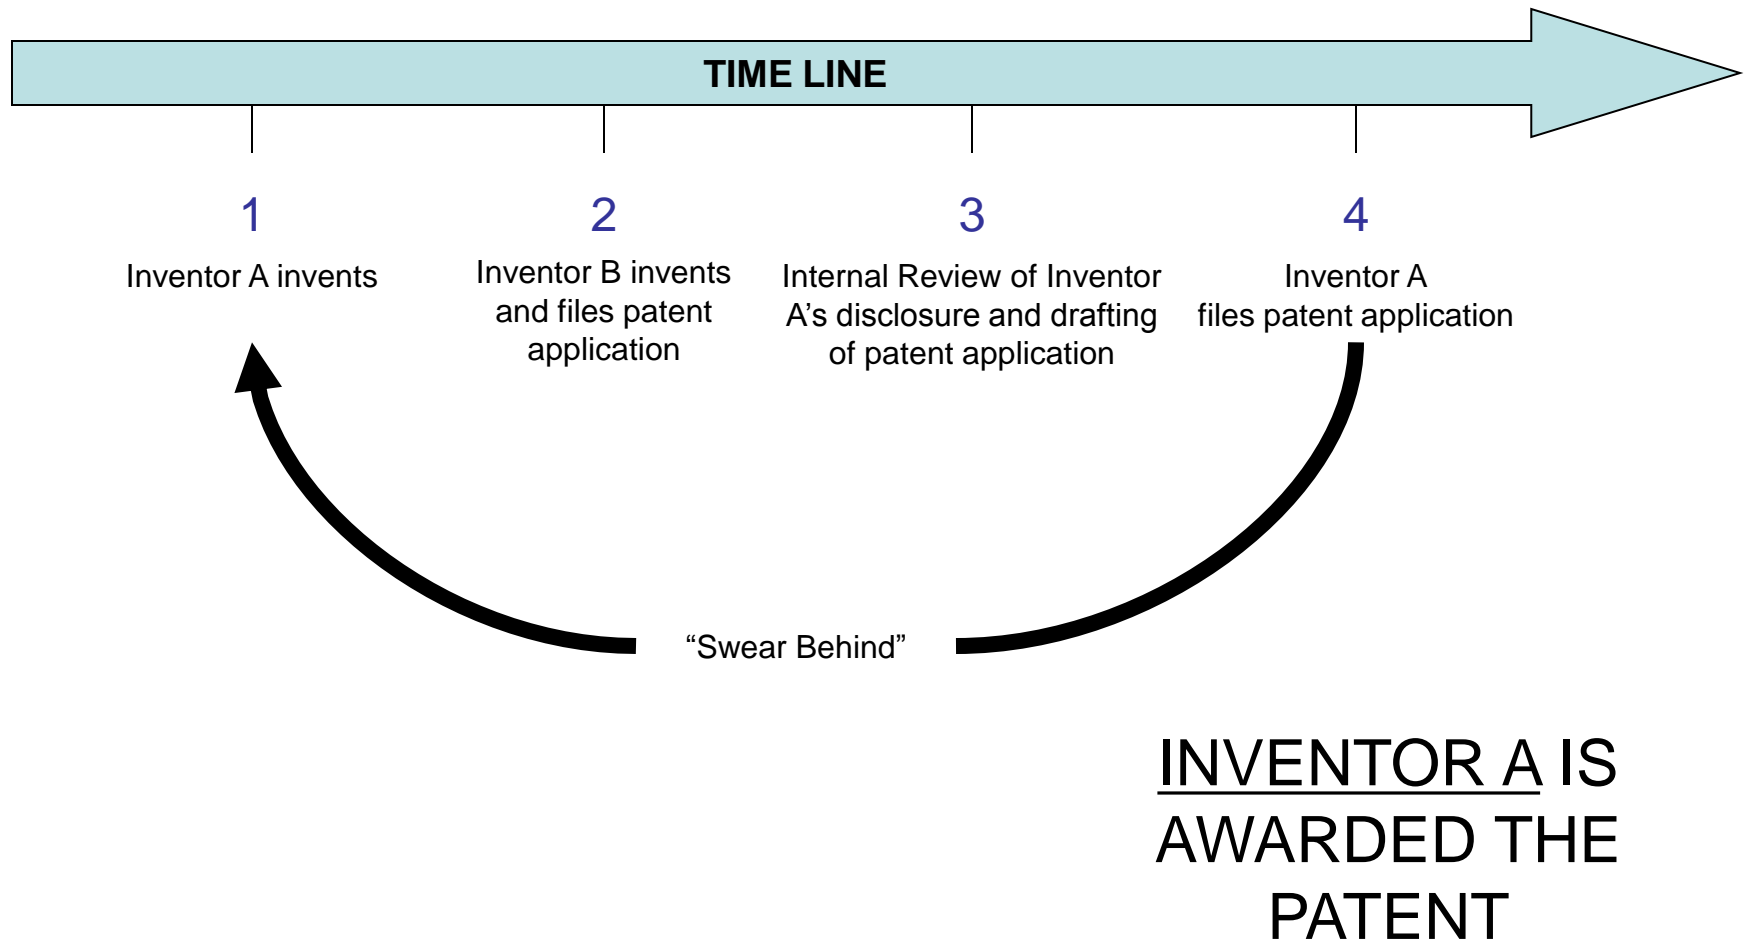 TIME LINE
1
Inventor A invents
2
Inventor B invents
and files patent
application
3
Internal Review of Inventor
A’s disclosure and drafting
of patent application
4
Inventor A
files patent application
“Swear Behind”
INVENTOR A IS
AWARDED THE
PATENT